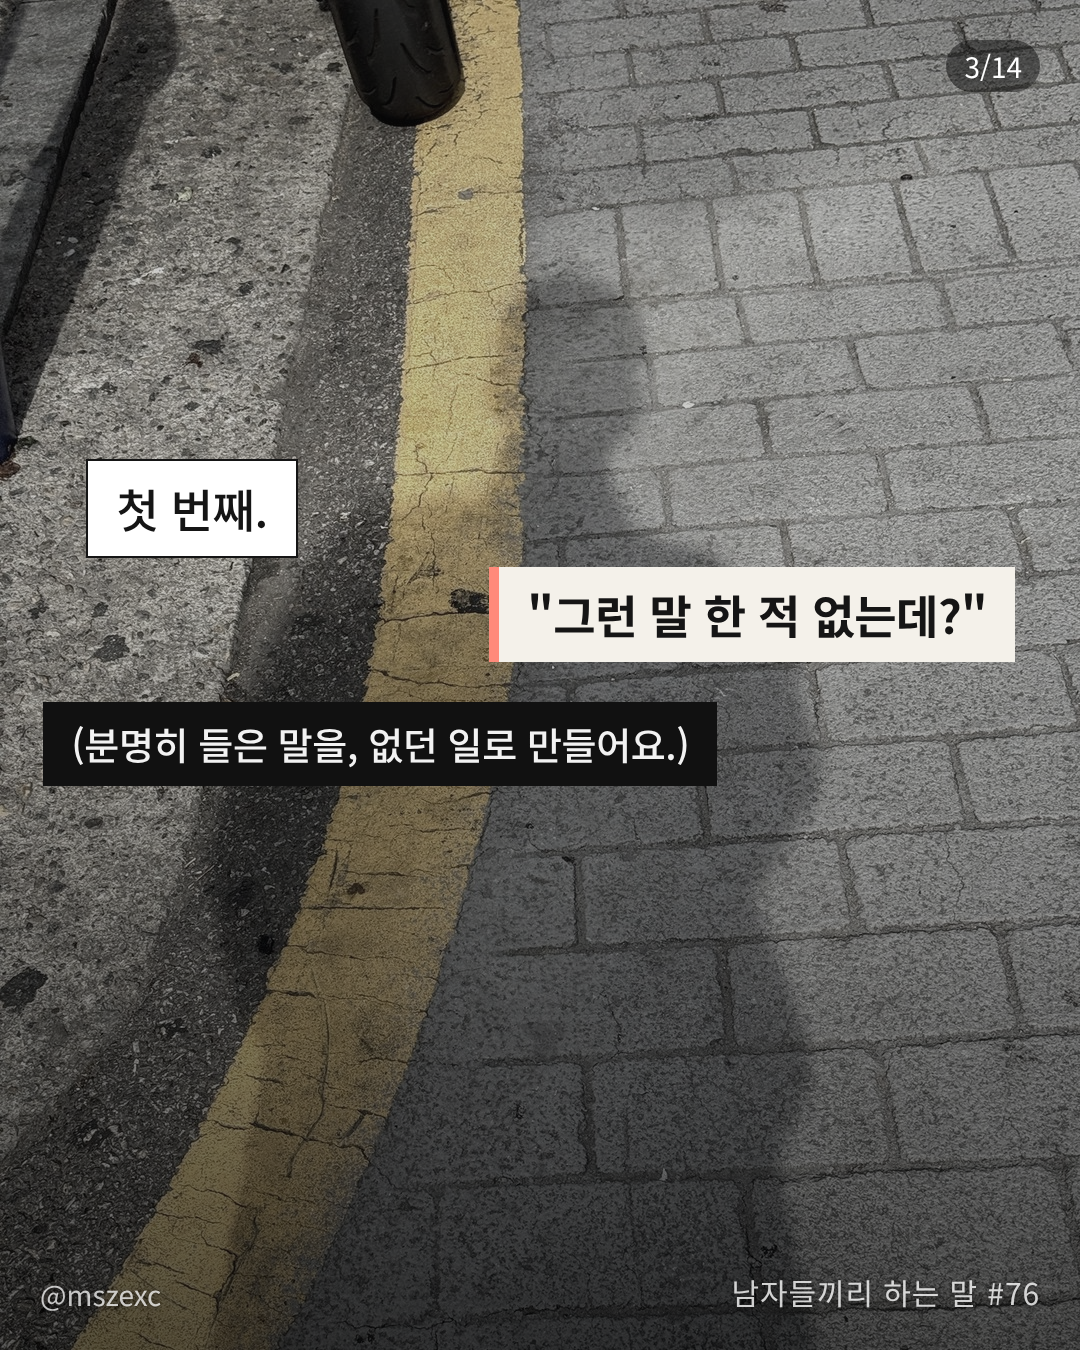 3/14
첫 번째.
"그런 말 한 적 없는데?"
(분명히 들은 말을, 없던 일로 만들어요.)
@mszexc
남자들끼리 하는 말 #76